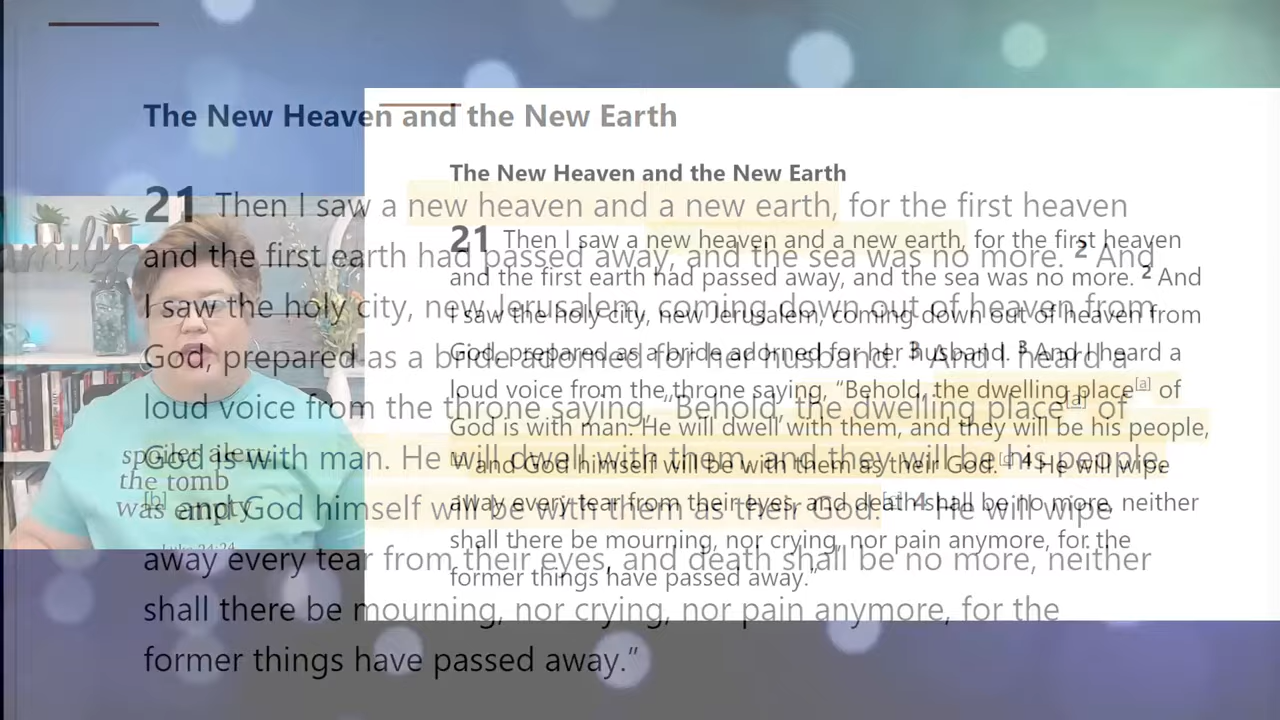 The New Heaven and the New Earth
21 Then I saw a new heaven and a new earth, for the first heaven
and the first earth had passed away, and the sea was no more. 2 And
I saw the holy city, new Jerusalem, coming down out of heaven from
God, prepared as a bride adorned for her husband. 3 And I heard a
loud voice from the throne saying, “Behold, the dwelling place[a] of
God is with man. He will dwell with them, and they will be his people,
[b] and God himself will be with them as their God.[c] 4 He will wipe
away every tear from their eyes, and death shall be no more, neither
shall there be mourning, nor crying, nor pain anymore, for the
former things have passed away.”
The New Heaven and the New Earth
21 Then I saw a new heaven and a new earth, for the first heaven
and the first earth had passed away, and the sea was no more. 2 And
I saw the holy city, new Jerusalem, coming down out of heaven from
God, prepared as a bride adorned for her husband. 3 And I heard a
loud voice from the throne saying, “Behold, the dwelling place[a] of
God is with man. He will dwell with them, and they will be his people,
[b] and God himself will be with them as their God.[c] 4 He will wipe
away every tear from their eyes, and death shall be no more, neither
shall there be mourning, nor crying, nor pain anymore, for the
former things have passed away.”
family
spoiler alert
the tomb
was empty
Luke 24:24